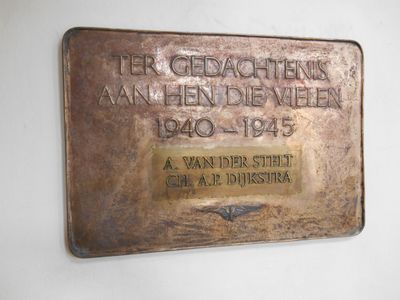 TER GEDACHTENIS
AAN HEN DIE VIELEN
1940 – 1945
A. VAN DER STELT
CH. A.P. DIJKSTRA